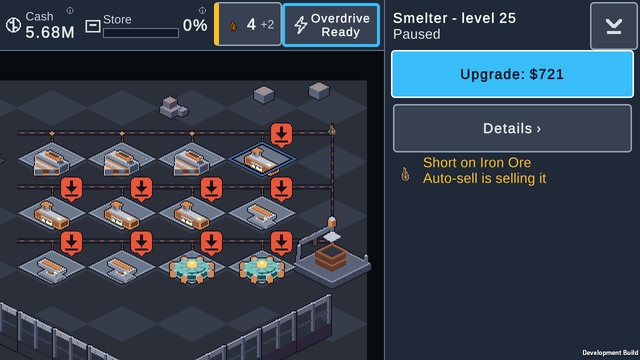 Cash
5.68M
Store
0%
4 +2
Overdrive
Ready
Smelter - level 25
Paused
Upgrade: $721
Details ›
Short on Iron Ore
Auto-sell is selling it
Development Build